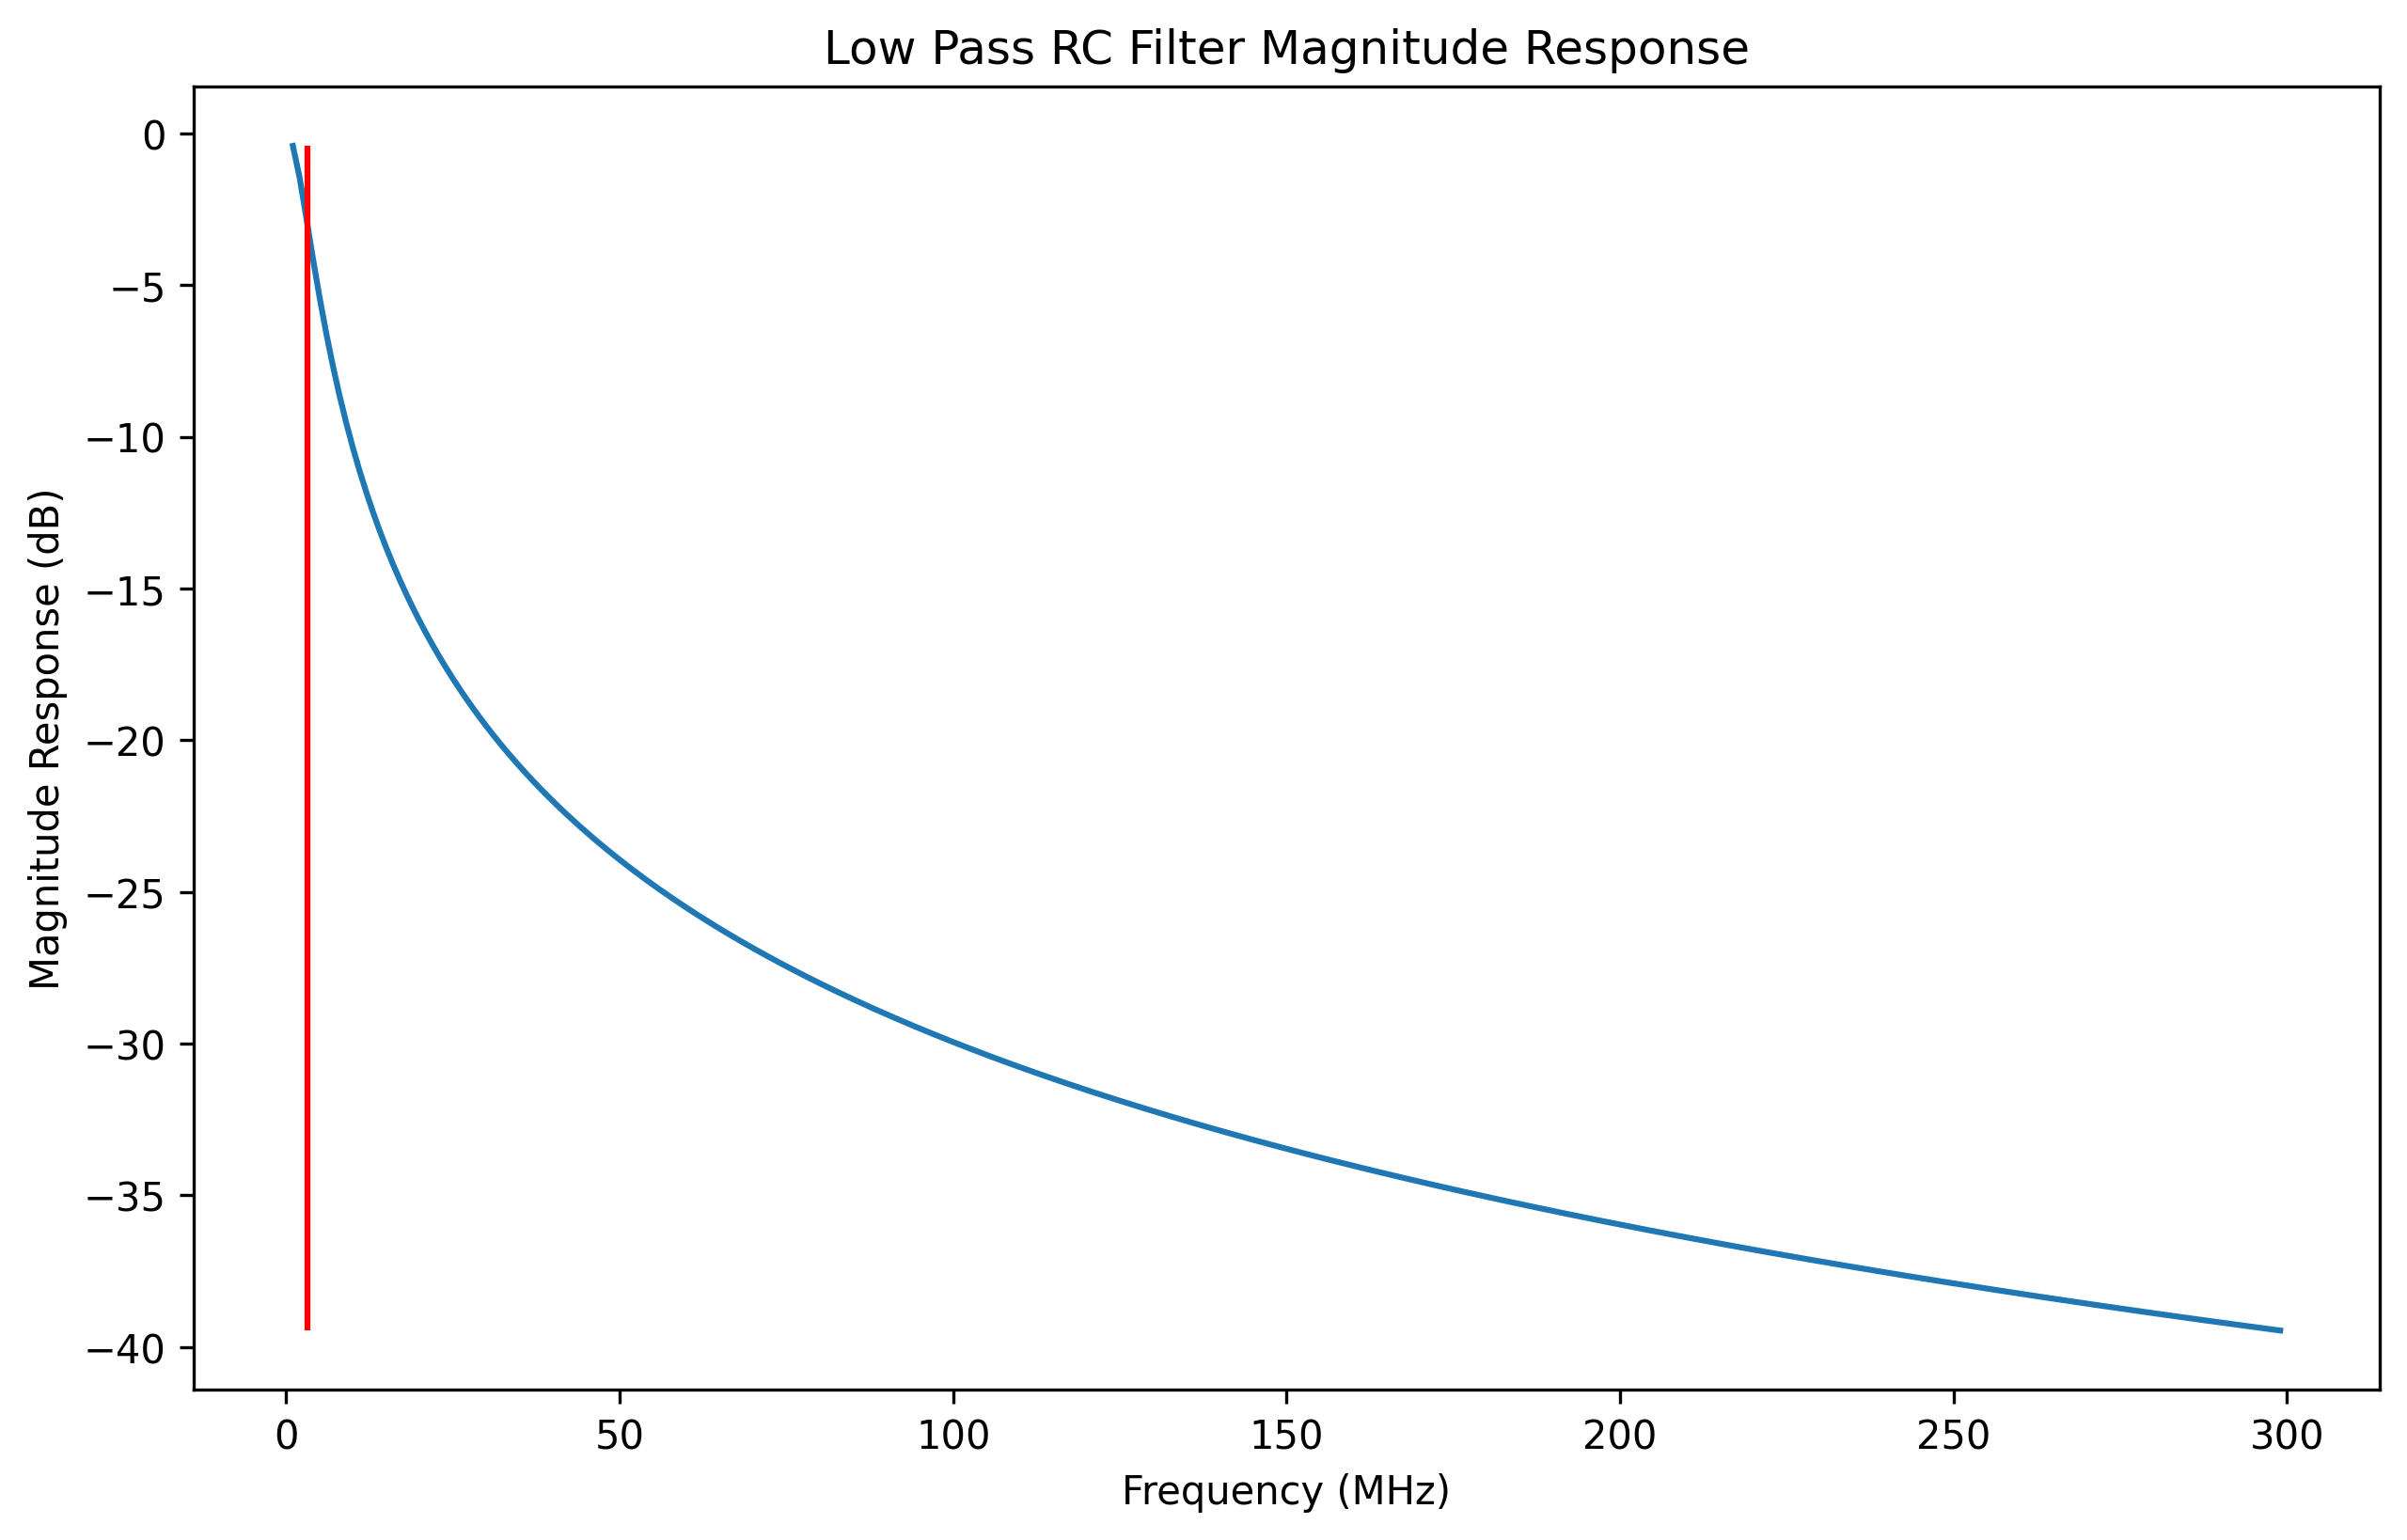 Low Pass RC Filter Magnitude Response
Magnitude Response (dB)
0
−5
−10
−15
−20
−25
−30
−35
−40
0 50 100 150 200 250 300
Frequency (MHz)